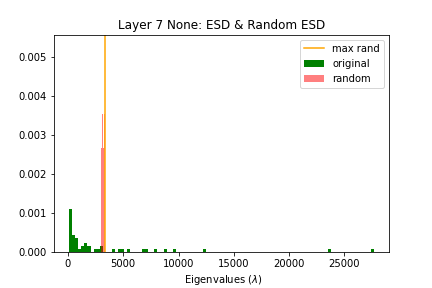 Layer 7 None: ESD & Random ESD
max rand
original
random
0.005
0.004
0.003
0.002
0.001
0.000
0 5000 10000 15000 20000 25000
Eigenvalues (λ)